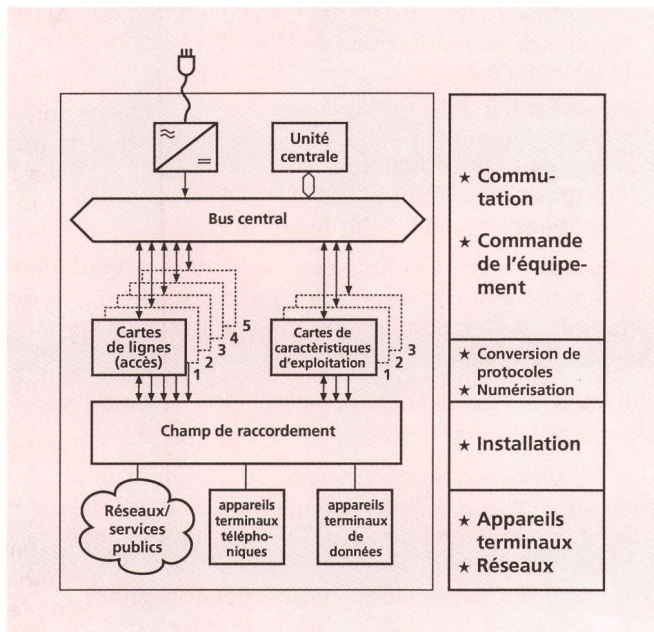 Unité
centrale
Bus central
Cartes
de lignes
(accès)
1
2
3
4
5
Cartes de
caractèristiques
d'exploitation
1
2
3
Champ de raccordement
Réseaux/
services
publics
appareils
terminaux
télépho-
niques
appareils
terminaux
de
données
★ Commu-
tation
★ Commande
de l'équipe-
ment
★ Conversion de
protocoles
★ Numérisation
★ Installation
★ Appareils
terminaux
★ Réseaux